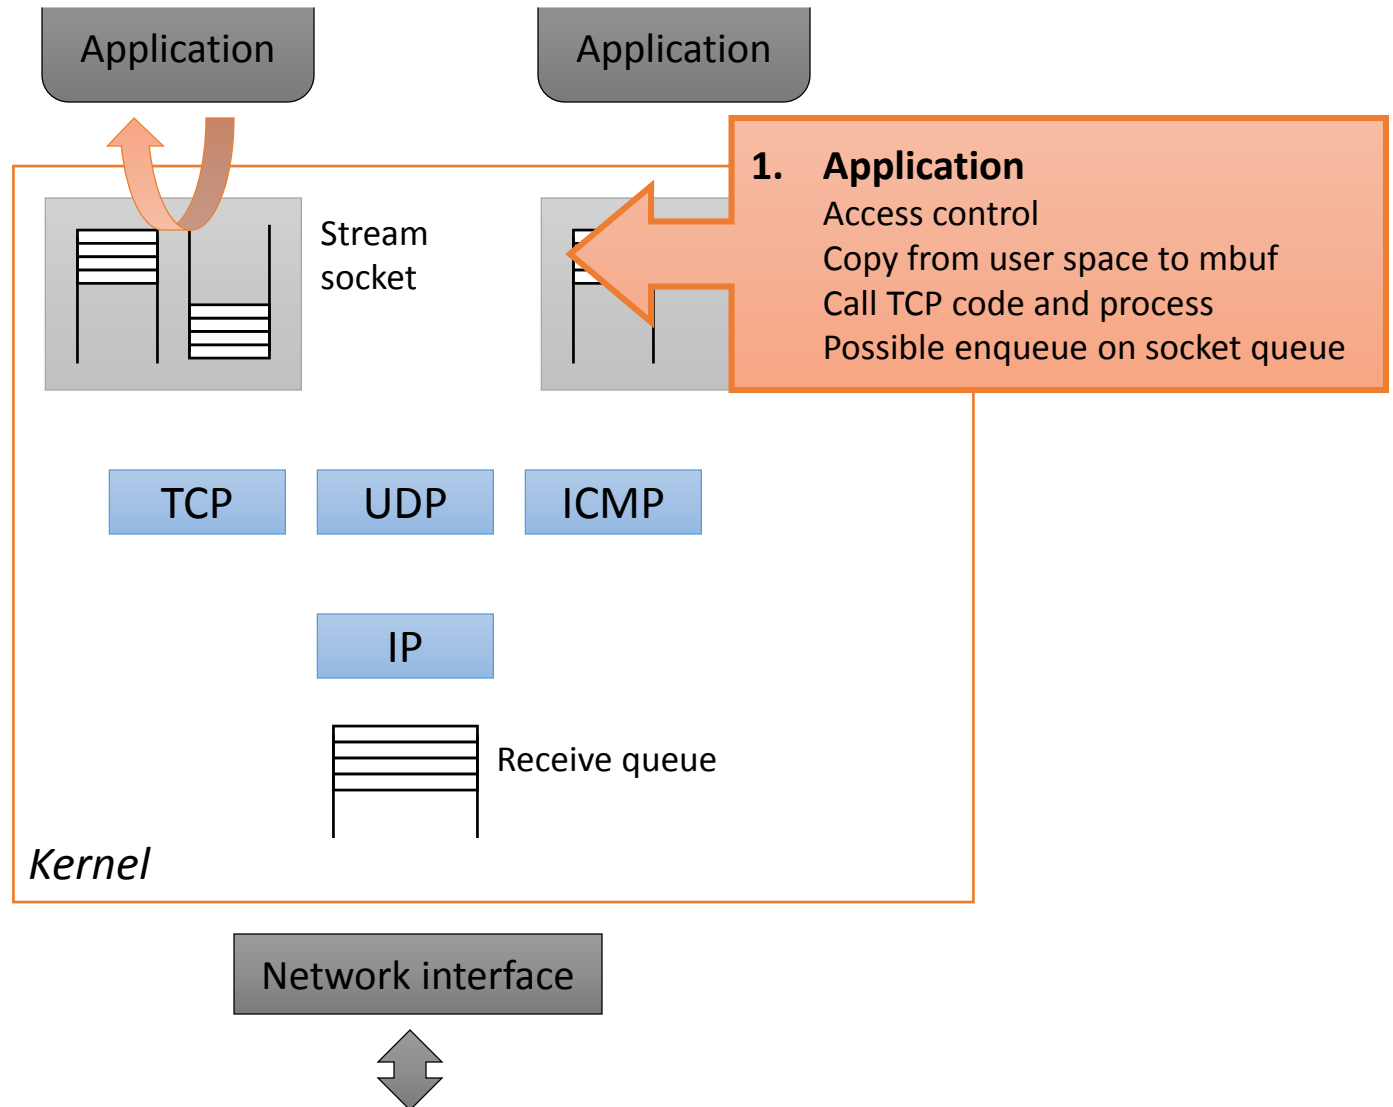 Application
Application
1. Application
Access control
Copy from user space to mbuf
Call TCP code and process
Possible enqueue on socket queue
Stream
socket
TCP
UDP
ICMP
IP
Receive queue
Kernel
Network interface